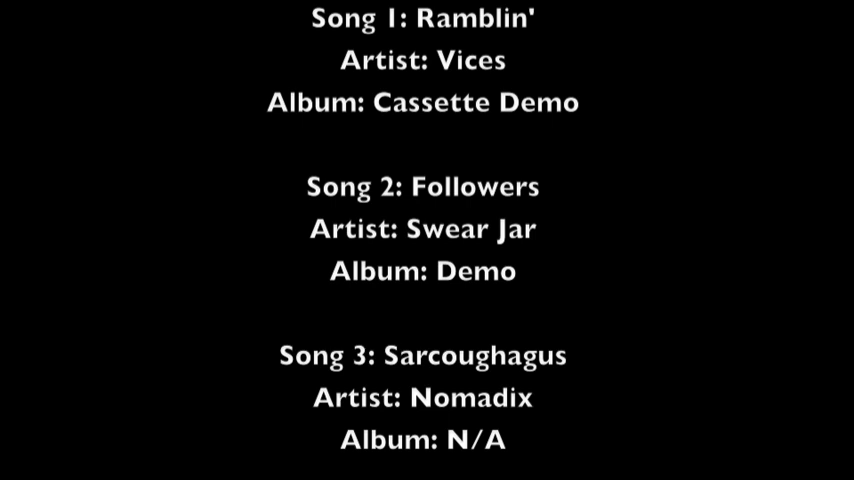 Song 1: Ramblin'
Artist: Vices
Album: Cassette Demo
Song 2: Followers
Artist: Swear Jar
Album: Demo
Song 3: Sarcoughagus
Artist: Nomadix
Album: N/A